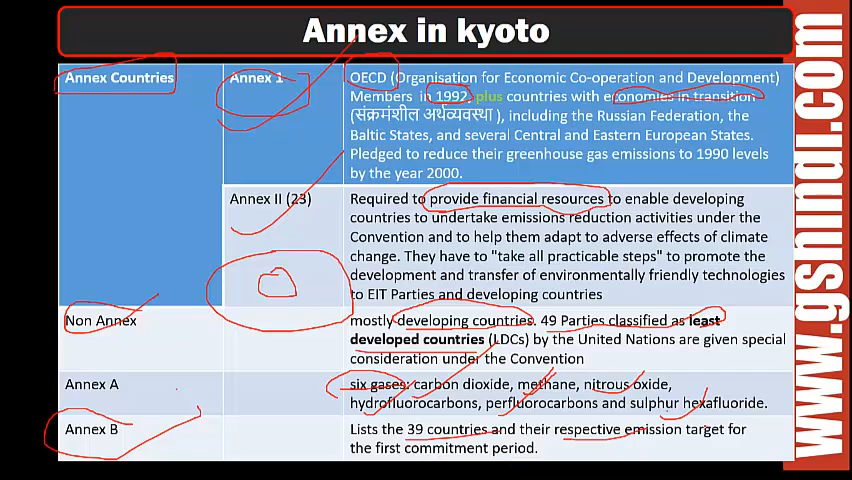 Annex in kyoto
Annex Countries
Annex 1
OECD (Organisation for Economic Co-operation and Development)
Members in 1992, plus countries with economies in transition
(संक्रमंशील अर्थव्यवस्था ), including the Russian Federation, the
Baltic States, and several Central and Eastern European States.
Pledged to reduce their greenhouse gas emissions to 1990 levels
by the year 2000.
Annex II (23)
Required to provide financial resources to enable developing
countries to undertake emissions reduction activities under the
Convention and to help them adapt to adverse effects of climate
change. They have to "take all practicable steps" to promote the
development and transfer of environmentally friendly technologies
to EIT Parties and developing countries
Non Annex
mostly developing countries. 49 Parties classified as least
developed countries (LDCs) by the United Nations are given special
consideration under the Convention
Annex A
six gases: carbon dioxide, methane, nitrous oxide,
hydrofluorocarbons, perfluorocarbons and sulphur hexafluoride.
Annex B
Lists the 39 countries and their respective emission target for
the first commitment period.
www.gshindi.com